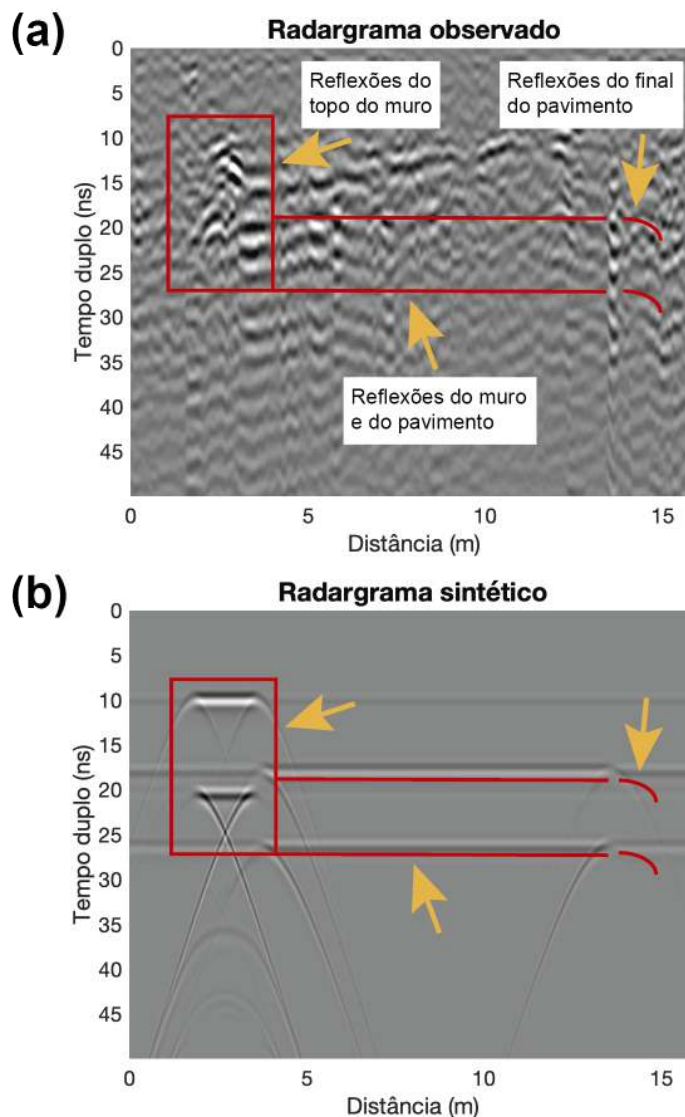 (a)
Radargrama observado
Reflexões do
topo do muro
Reflexões do final
do pavimento
Reflexões do muro
e do pavimento
0
5
10
15
20
25
30
35
40
45
Tempo duplo (ns)
0
5
10
15
Distância (m)
(b)
Radargrama sintético
0
5
10
15
20
25
30
35
40
45
Tempo duplo (ns)
0
5
10
15
Distância (m)